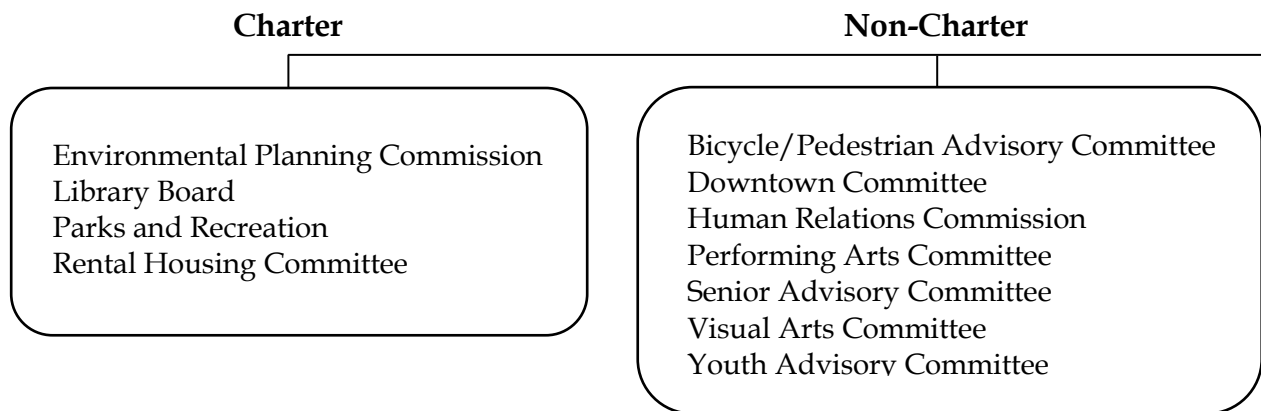 Charter
Environmental Planning Commission
Library Board
Parks and Recreation
Rental Housing Committee
Non-Charter
Bicycle/Pedestrian Advisory Committee
Downtown Committee
Human Relations Commission
Performing Arts Committee
Senior Advisory Committee
Visual Arts Committee
Youth Advisory Committee